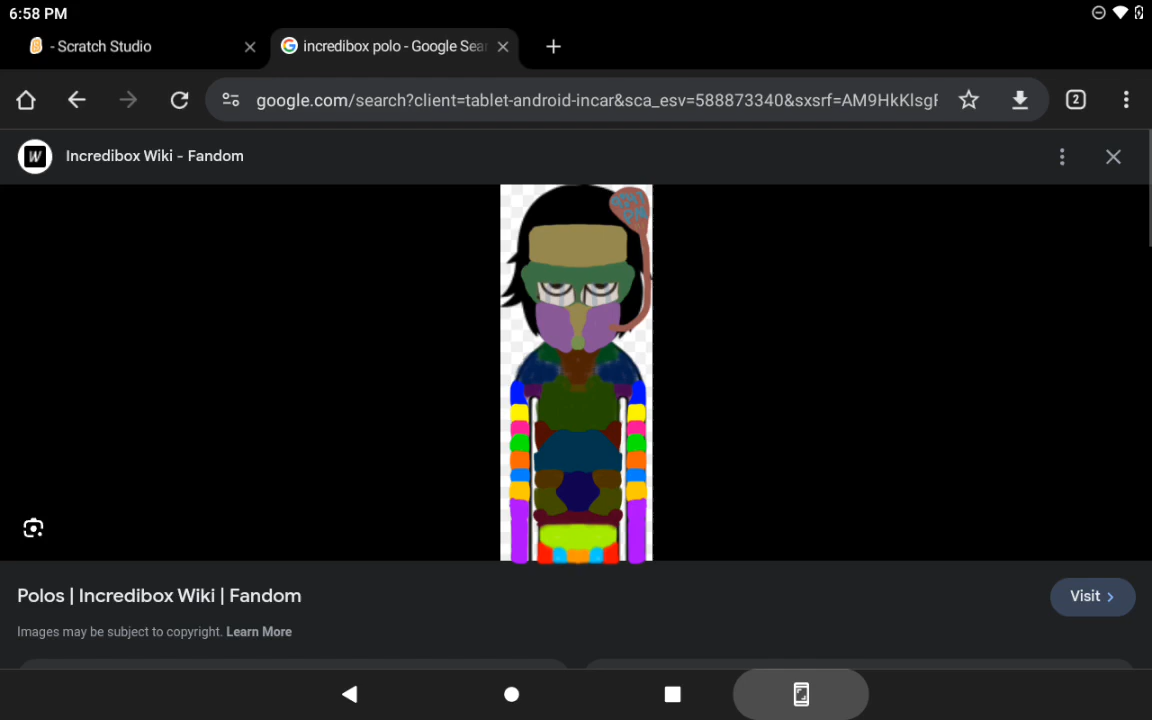 6:58 PM
- Scratch Studio
incredibox polo - Google Sear
google.com/search?client=tablet-android-incar&sca_esv=588873340&sxsrf=AM9HkKlsgF
2
W
Incredibox Wiki - Fandom
Polos | Incredibox Wiki | Fandom
Visit
Images may be subject to copyright. Learn More